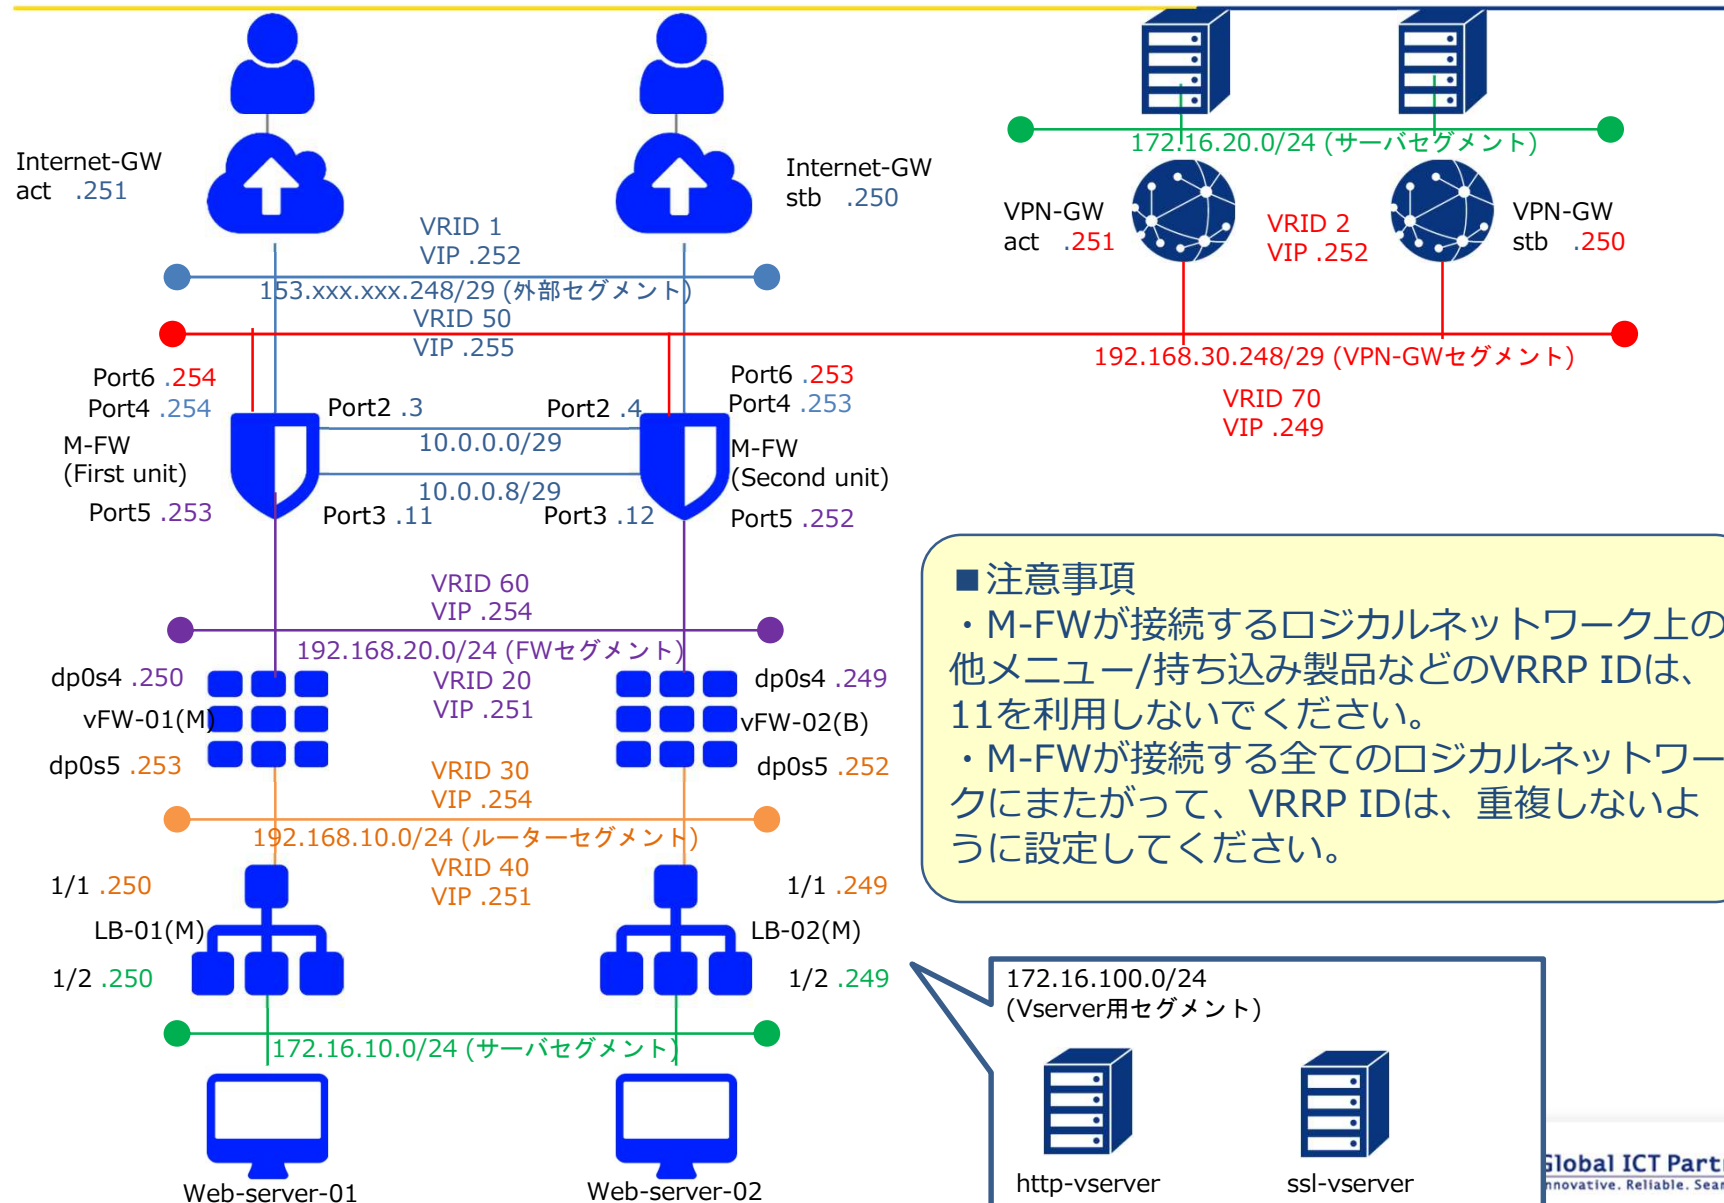 Internet-GW
act .251
Internet-GW
stb .250
VRID 1
VIP .252
153.xxx.xxx.248/29 (外部セグメント)
VRID 50
VIP .255
172.16.20.0/24 (サーバセグメント)
VPN-GW
act .251
VRID 2
VIP .252
VPN-GW
stb .250
192.168.30.248/29 (VPN-GWセグメント)
VRID 70
VIP .249
Port6 .254
Port4 .254
M-FW
(First unit)
Port5 .253
Port2 .3
Port2 .4
10.0.0.0/29
10.0.0.8/29
Port3 .11
Port3 .12
Port6 .253
Port4 .253
M-FW
(Second unit)
Port5 .252
VRID 60
VIP .254
192.168.20.0/24 (FWセグメント)
VRID 20
VIP .251
dp0s4 .250
vFW-01(M)
dp0s5 .253
dp0s4 .249
vFW-02(B)
dp0s5 .252
VRID 30
VIP .254
192.168.10.0/24 (ルーターセグメント)
VRID 40
VIP .251
1/1 .250
LB-01(M)
1/2 .250
1/1 .249
LB-02(M)
1/2 .249
172.16.10.0/24 (サーバセグメント)
Web-server-01
Web-server-02
■注意事項
・M-FWが接続するロジカルネットワーク上の
他メニュー/持ち込み製品などのVRRP IDは、
11を利用しないでください。
・M-FWが接続する全てのロジカルネットワー
クにまたがって、VRRP IDは、重複しないよ
うに設定してください。
172.16.100.0/24
(Vserver用セグメント)
http-vserver
ssl-vserver
Global ICT Part
nnovative. Reliable. Sea